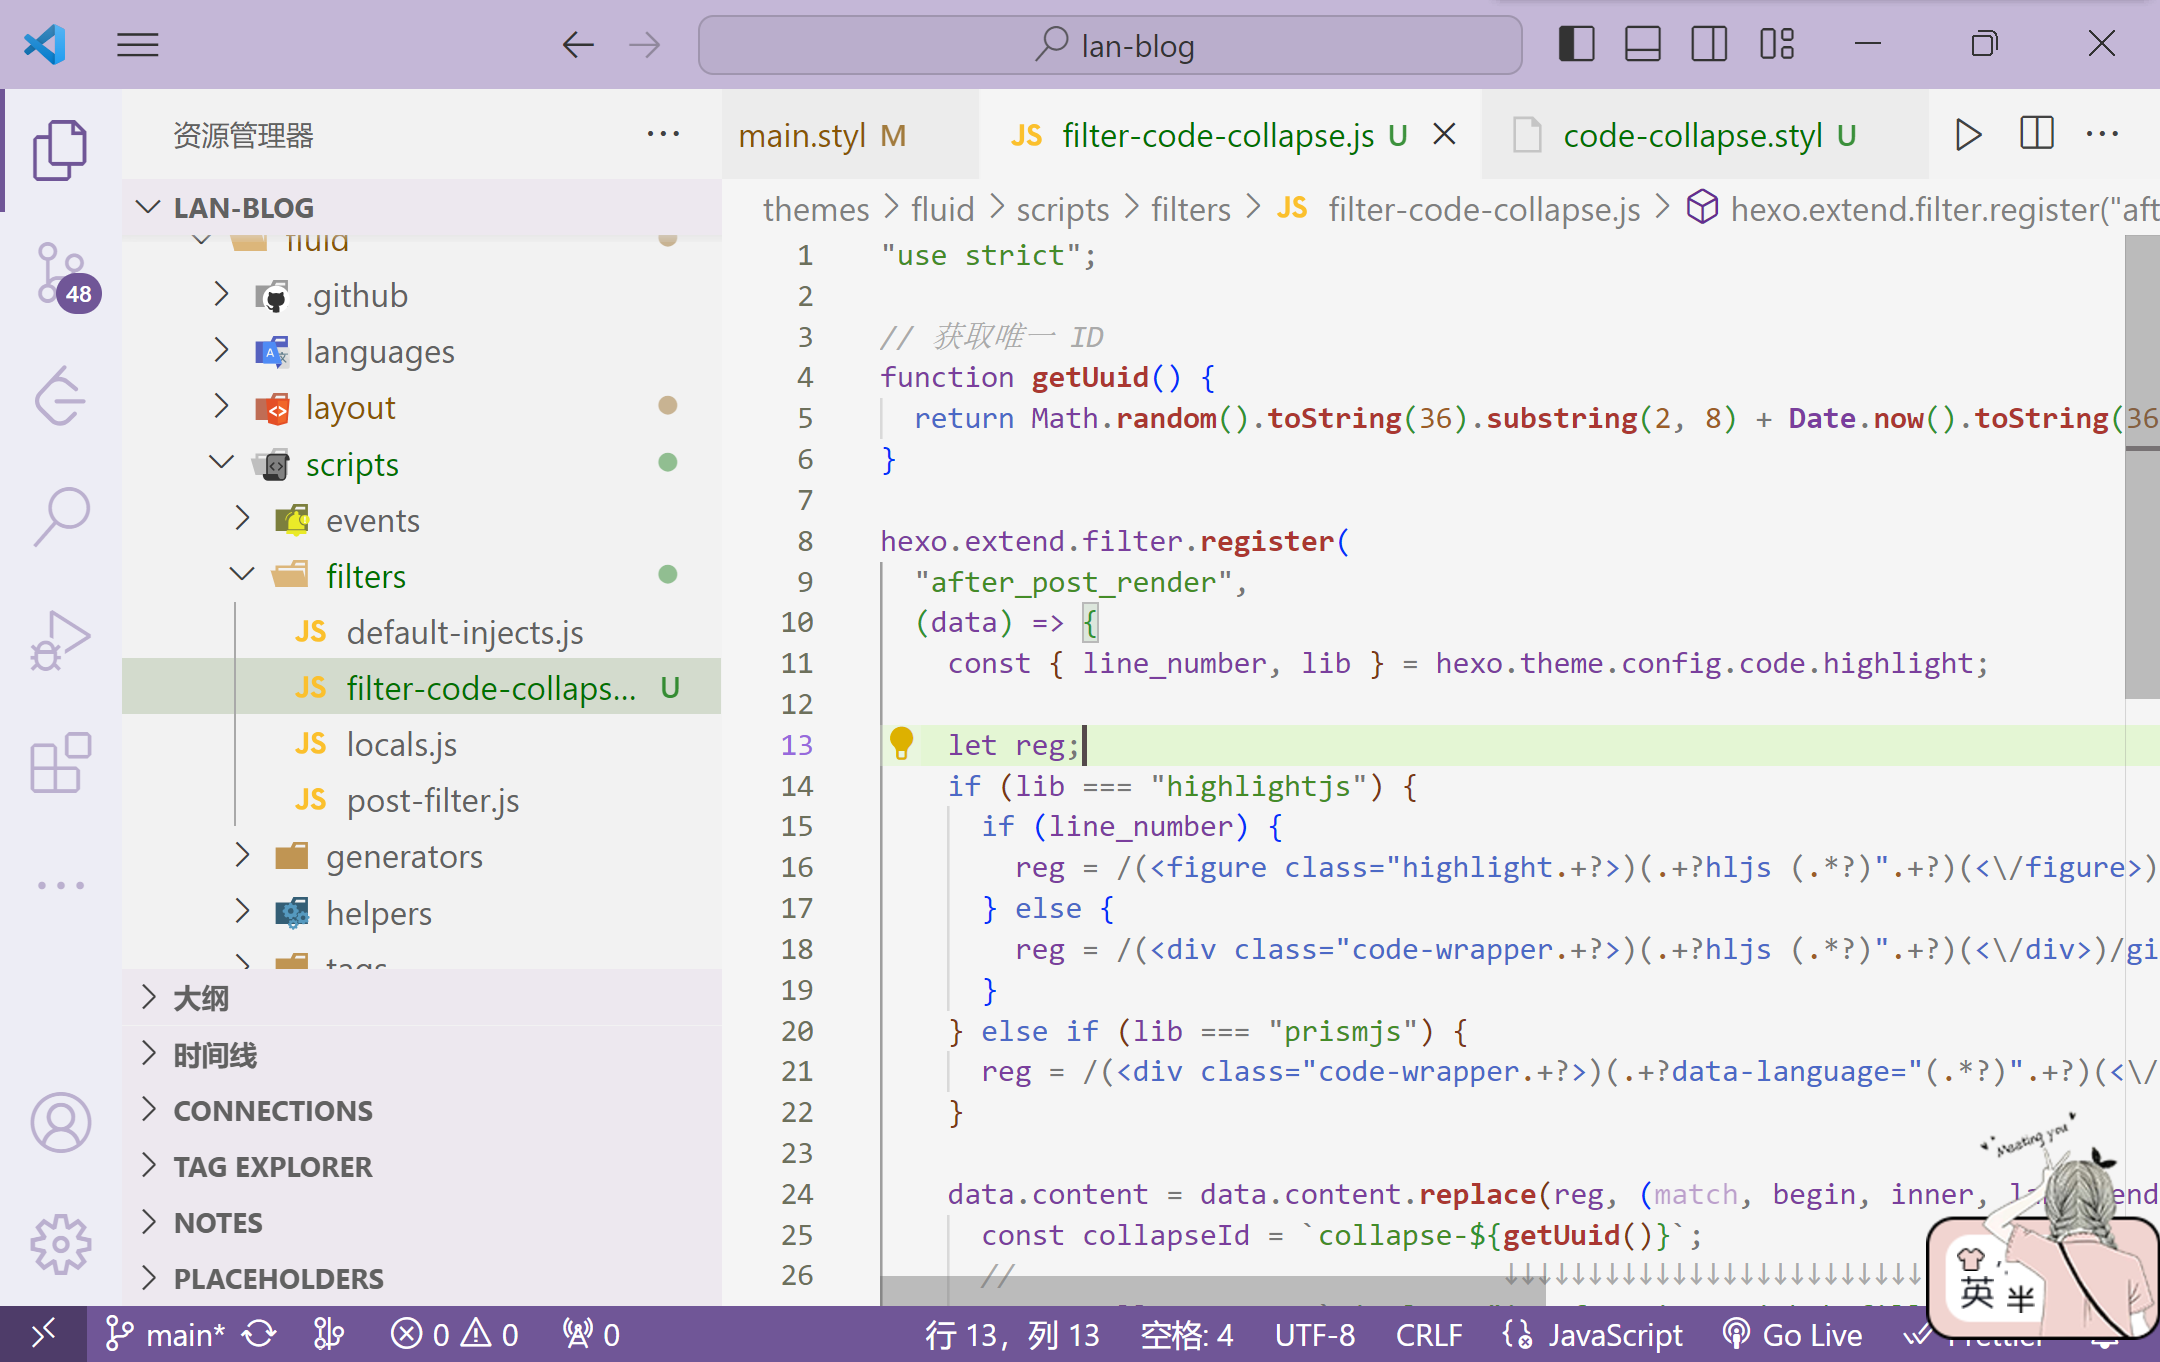 lan-blog
资源管理器
LAN-BLOG
fluid
.github
languages
layout
scripts
events
filters
JS default-injects.js
JS filter-code-collaps... U
JS locals.js
JS post-filter.js
generators
helpers
tags
大纲
时间线
CONNECTIONS
TAG EXPLORER
NOTES
PLACEHOLDERS
48
main.styl M
JS filter-code-collapse.js U
code-collapse.styl U
themes > fluid > scripts > filters > JS filter-code-collapse.js > hexo.extend.filter.register("aft
1 "use strict";
2
3 // 获取唯一 ID
4 function getUuid() {
5 return Math.random().toString(36).substring(2, 8) + Date.now().toString(36
6 }
7
8 hexo.extend.filter.register(
9 "after_post_render",
10 (data) => {
11 const { line_number, lib } = hexo.theme.config.code.highlight;
12
13 let reg;
14 if (lib === "highlightjs") {
15 if (line_number) {
16 reg = /(<figure class="highlight.+?>)(.+?hljs (.*?)".+?)(<\/figure>)
17 } else {
18 reg = /(<div class="code-wrapper.+?>)(.+?hljs (.*?)".+?)(<\/div>)/gi
19 }
20 } else if (lib === "prismjs") {
21 reg = /(<div class="code-wrapper.+?>)(.+?data-language="(.*?)".+?)(<\/
22 }
23
24 data.content = data.content.replace(reg, (match, begin, inner, end
25 const collapseId = `collapse-${getUuid()}`;
26 // ↓↓↓↓↓↓↓↓↓↓↓↓↓↓↓↓↓↓↓↓↓↓↓↓↓
Meeting you
英 半
main* 0 0 0
行 13，列 13 空格: 4 UTF-8 CRLF JavaScript Go Live Prettier